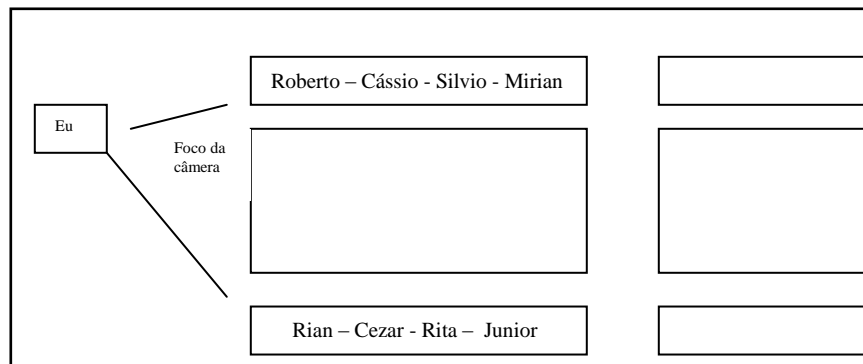 Roberto – Cássio - Silvio - Mirian
Eu
Foco da
câmera
Rian – Cezar - Rita – Junior